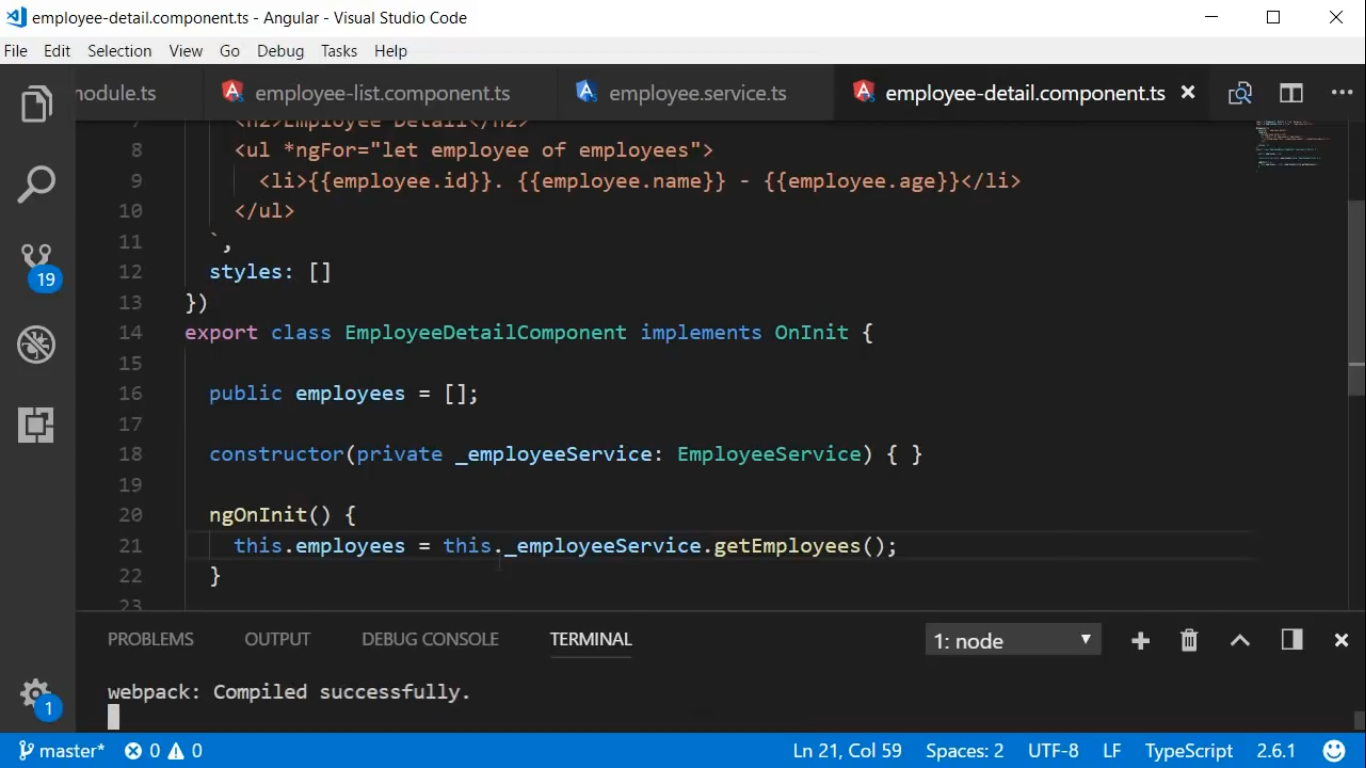 employee-detail.component.ts - Angular - Visual Studio Code
File Edit Selection View Go Debug Tasks Help
module.ts employee-list.component.ts employee.service.ts employee-detail.component.ts
7 <h2>Employee Detail</h2>
8 <ul *ngFor="let employee of employees">
9 <li>{{employee.id}}. {{employee.name}} - {{employee.age}}</li>
10 </ul>
11 `,
12 styles: []
13 })
14 export class EmployeeDetailComponent implements OnInit {
15
16 public employees = [];
17
18 constructor(private _employeeService: EmployeeService) { }
19
20 ngOnInit() {
21 this.employees = this._employeeService.getEmployees();
22 }
23
PROBLEMS OUTPUT DEBUG CONSOLE TERMINAL 1: node
webpack: Compiled successfully.
19
1
master* 0 0 Ln 21, Col 59 Spaces: 2 UTF-8 LF TypeScript 2.6.1